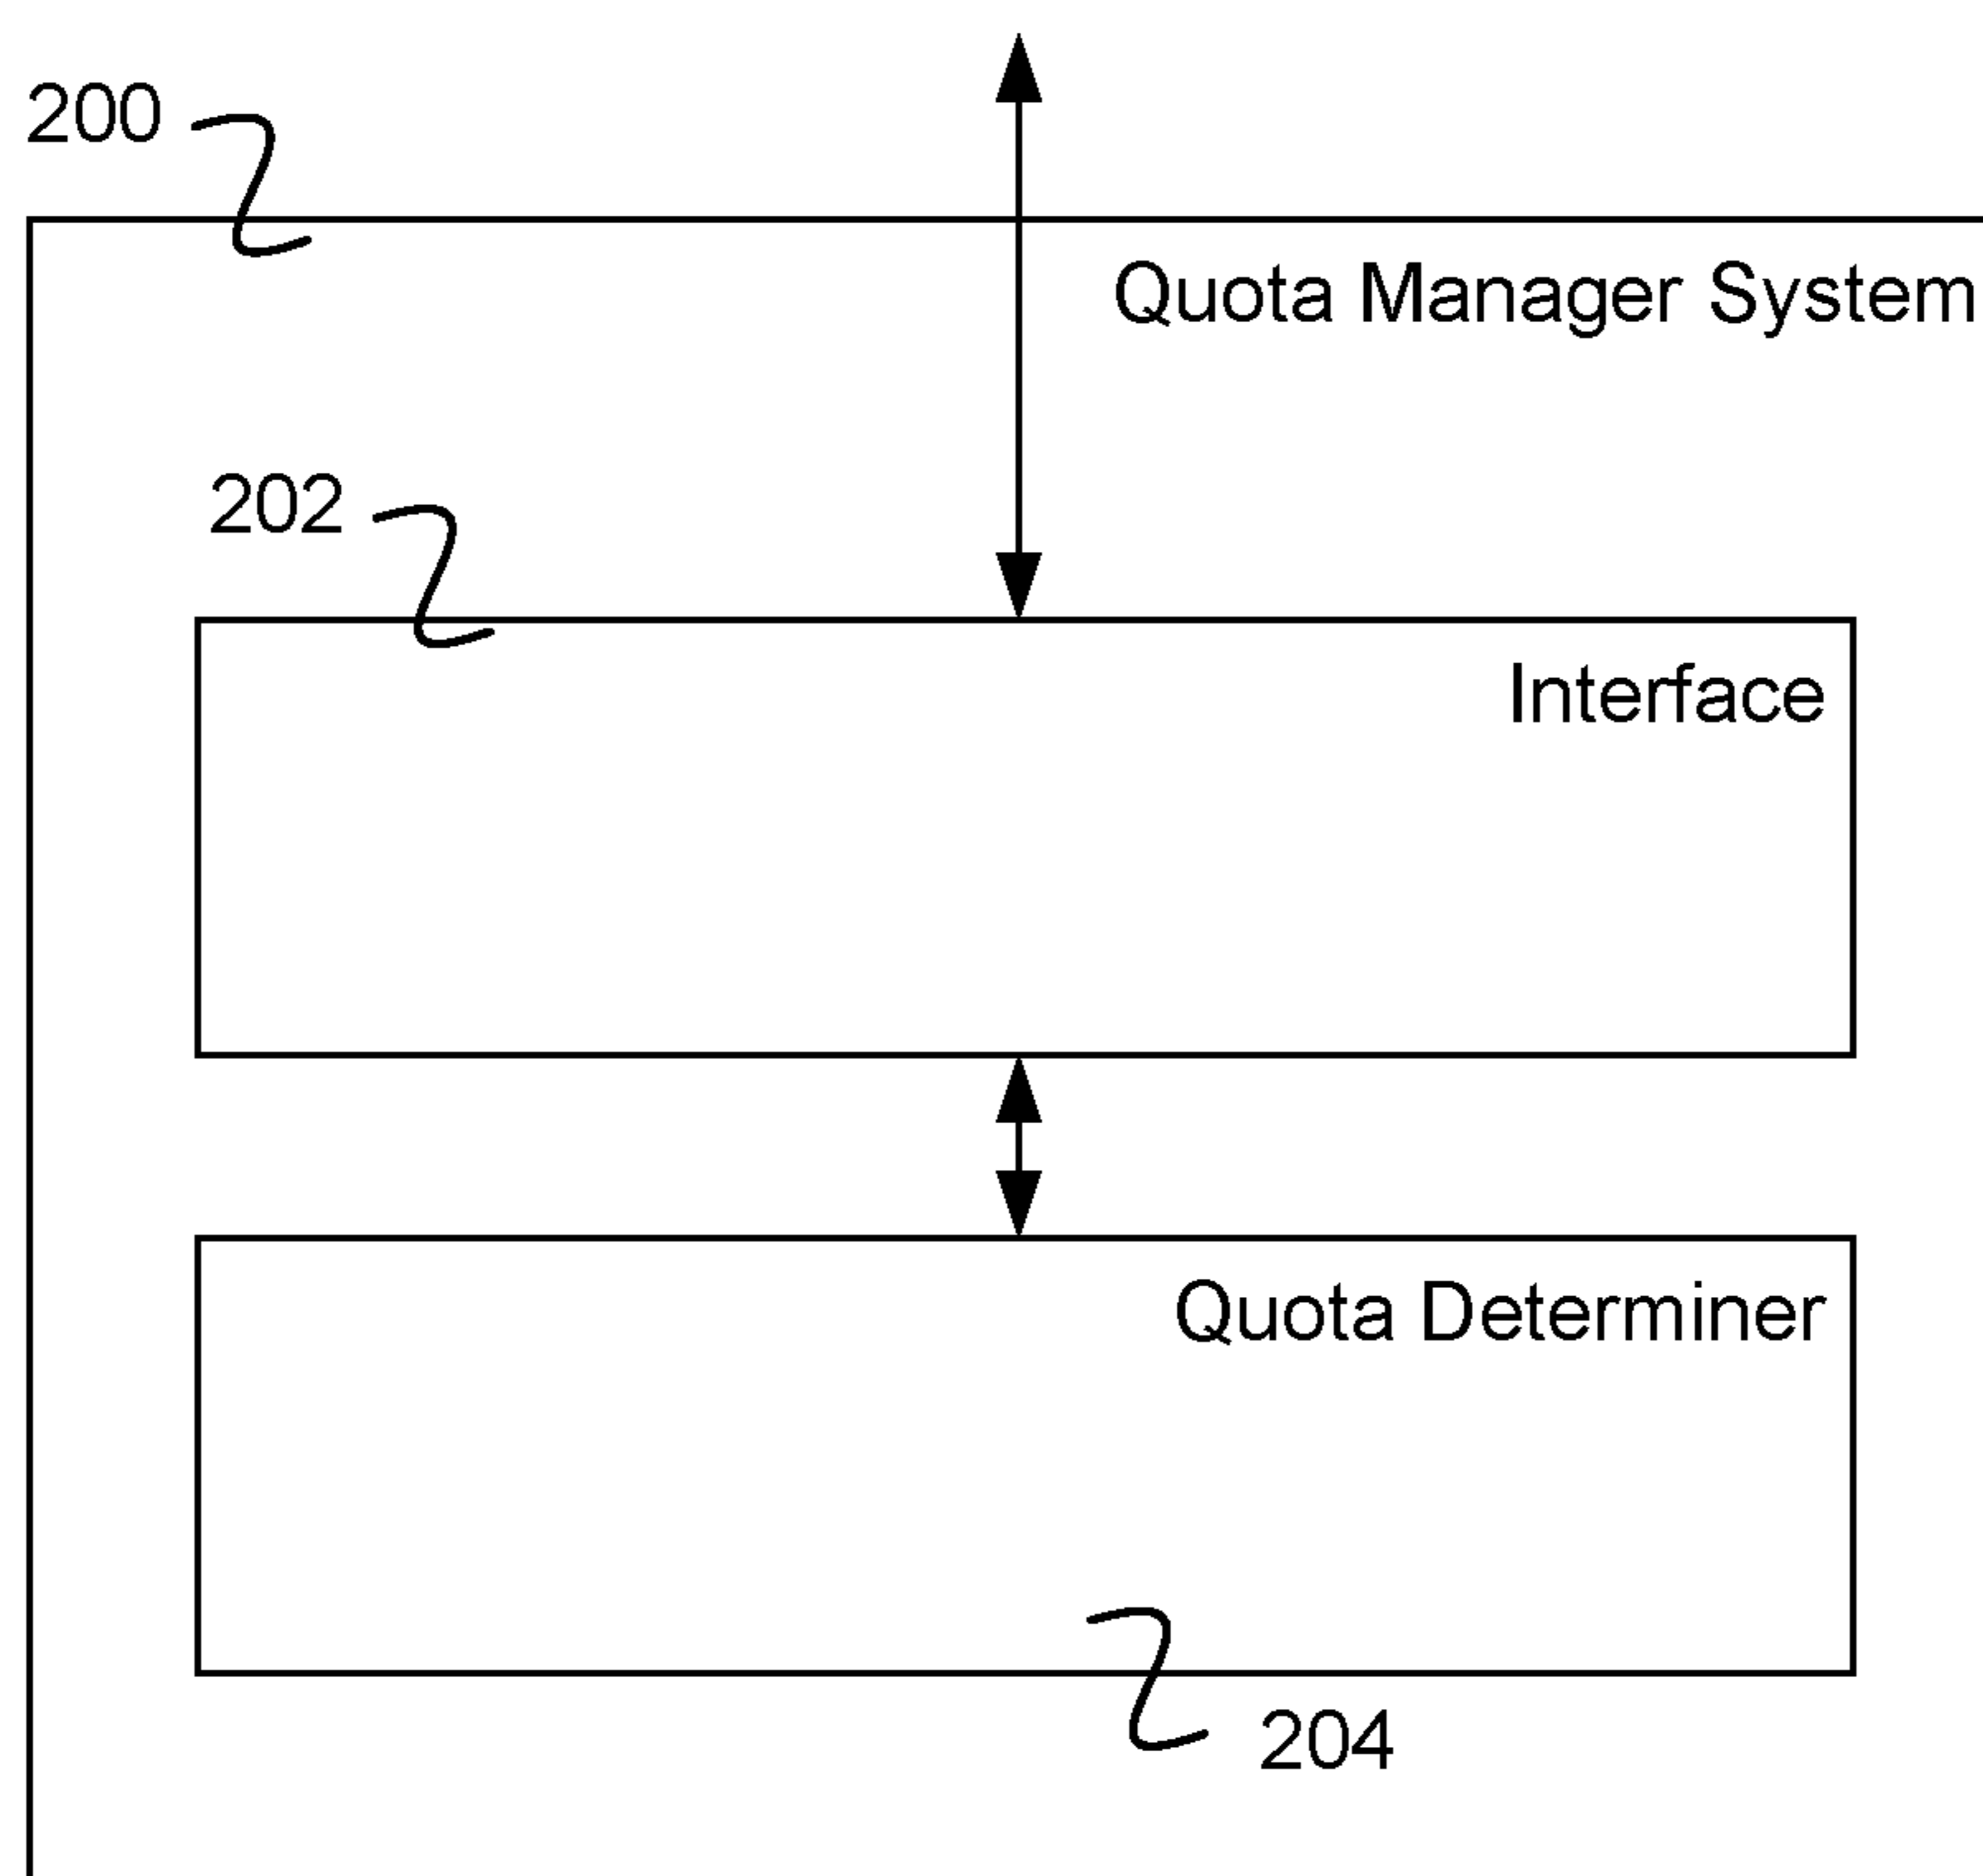 200
Quota Manager System
202
Interface
Quota Determiner
204